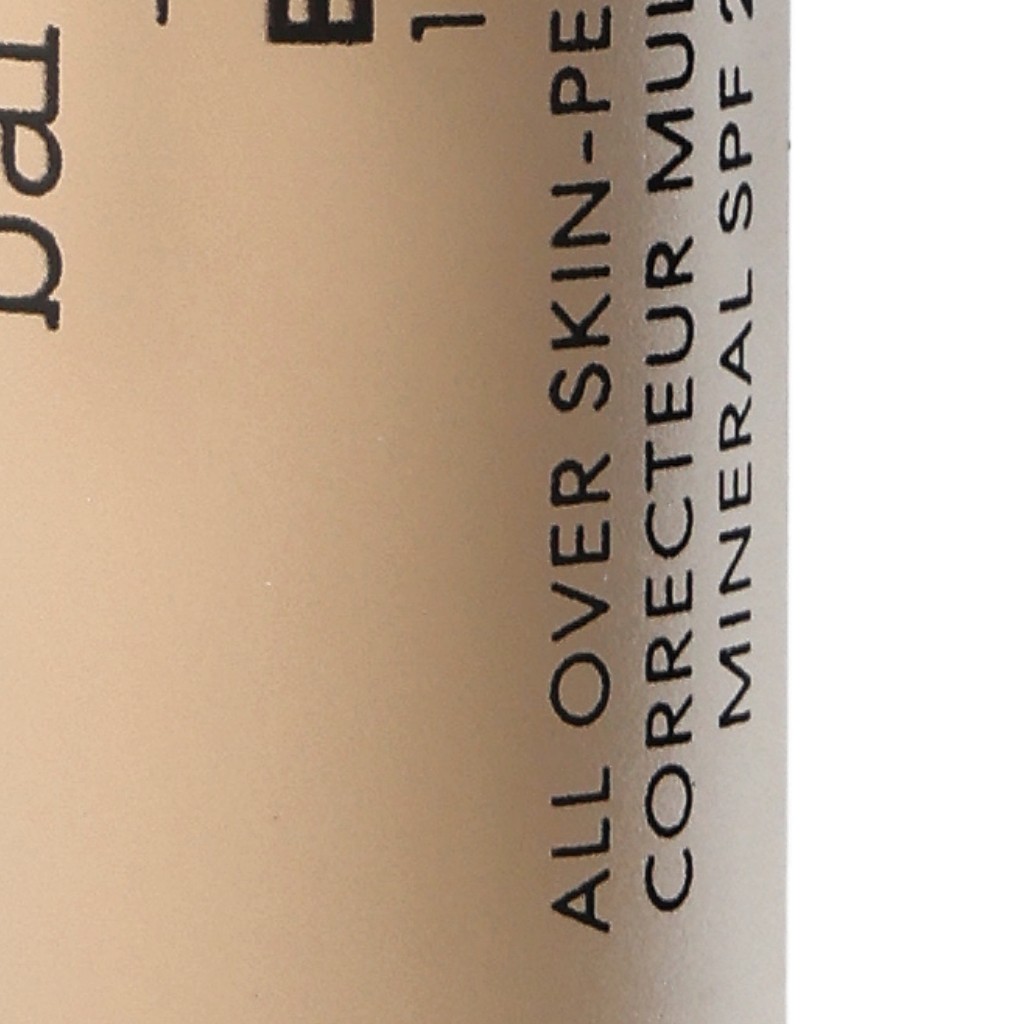 ALL OVER SKIN-PE
CORRECTEUR MUL
MINERAL SPF 2